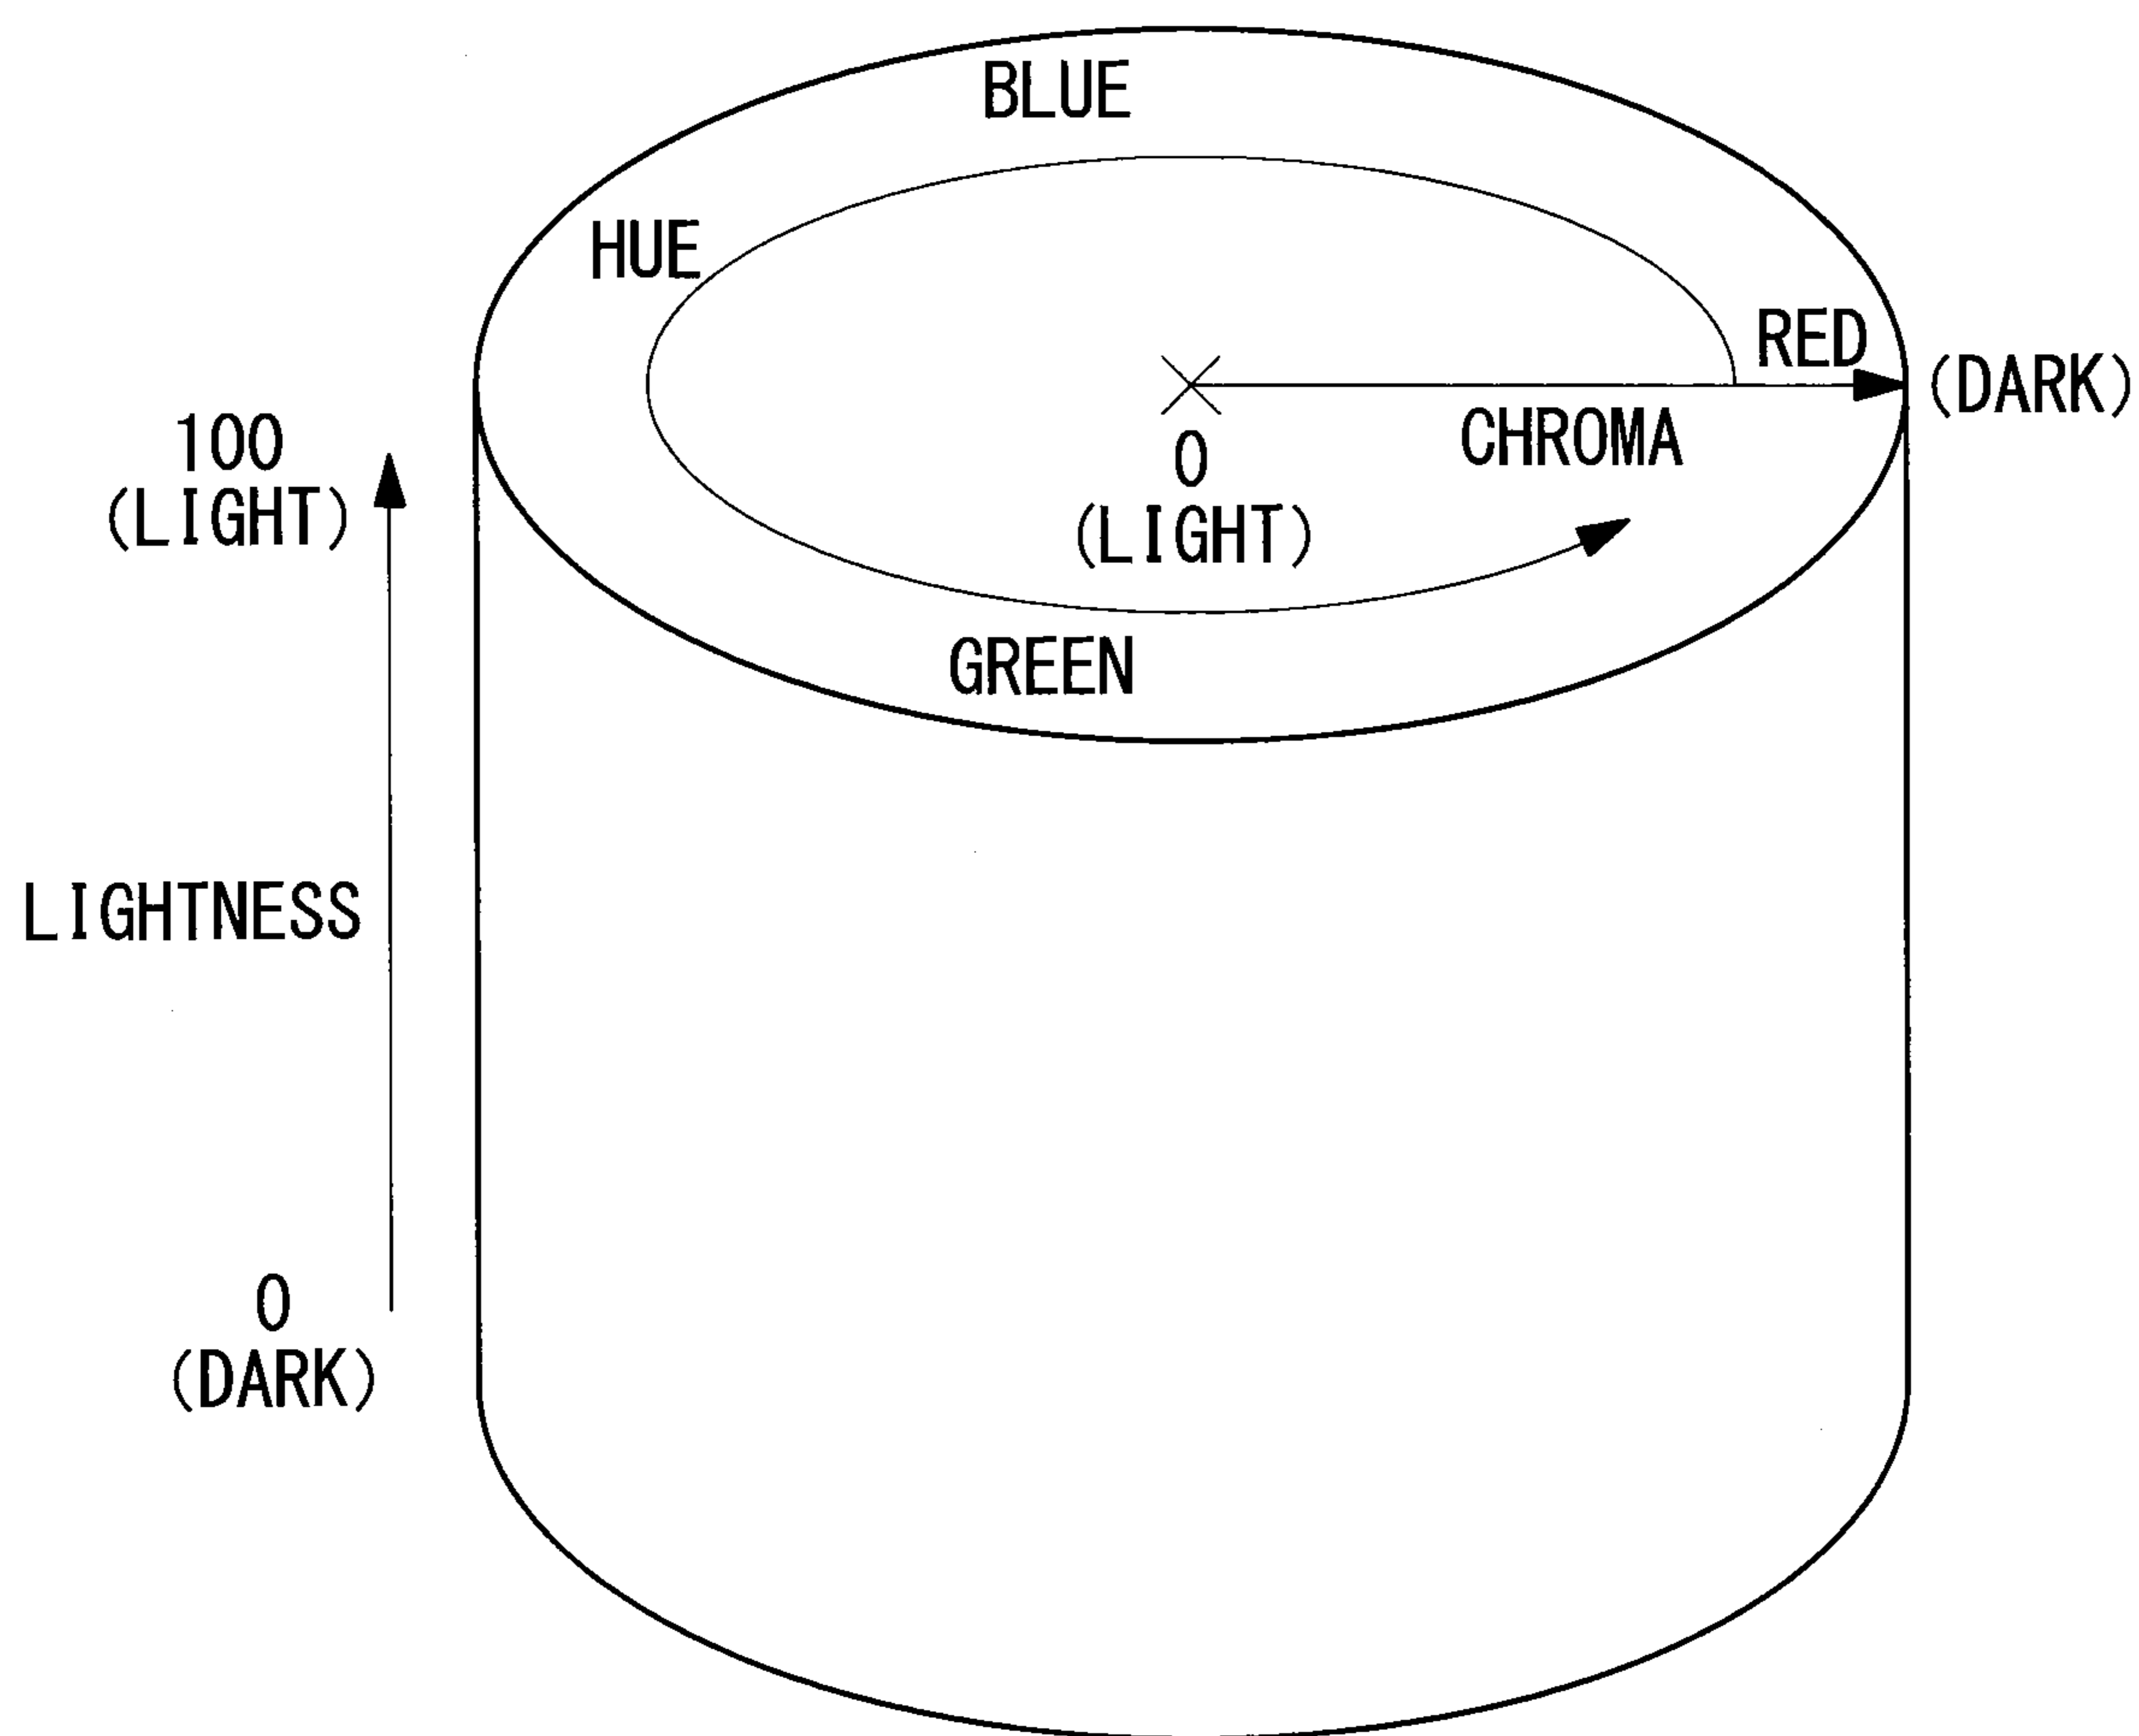 BLUE
HUE
RED
(DARK)
CHROMA
0
(LIGHT)
GREEN
100
(LIGHT)
LIGHTNESS
0
(DARK)